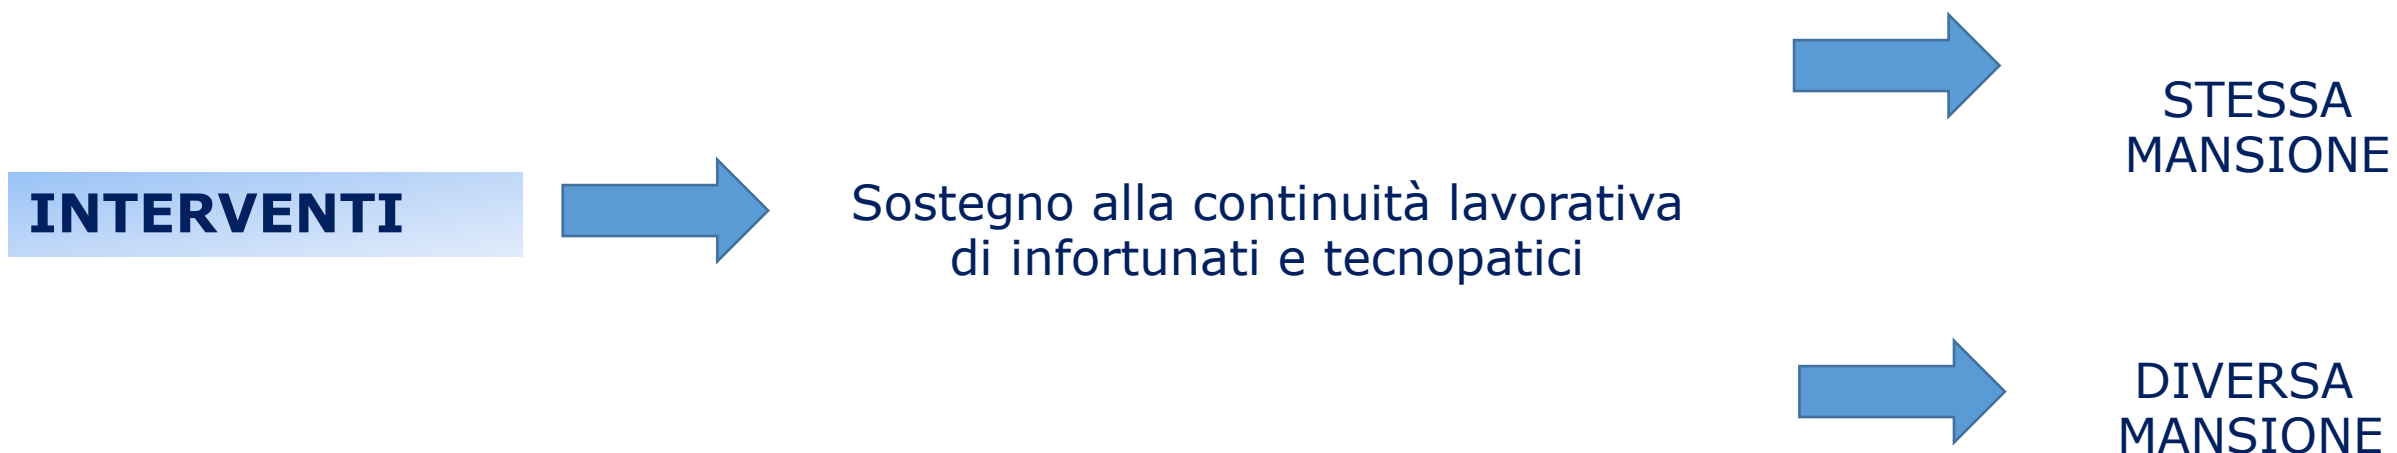 INTERVENTI
Sostegno alla continuità lavorativa
di infortunati e tecnopatici
STESSA
MANSIONE
DIVERSA
MANSIONE